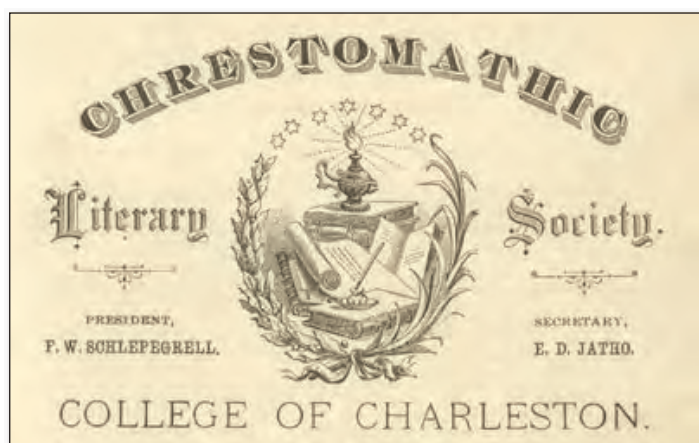 CHRESTOMATHIC
Literary Society.
PRESIDENT,
F. W. SCHLEPEGRELL.
SECRETARY,
E. D. JATHO.
COLLEGE OF CHARLESTON.